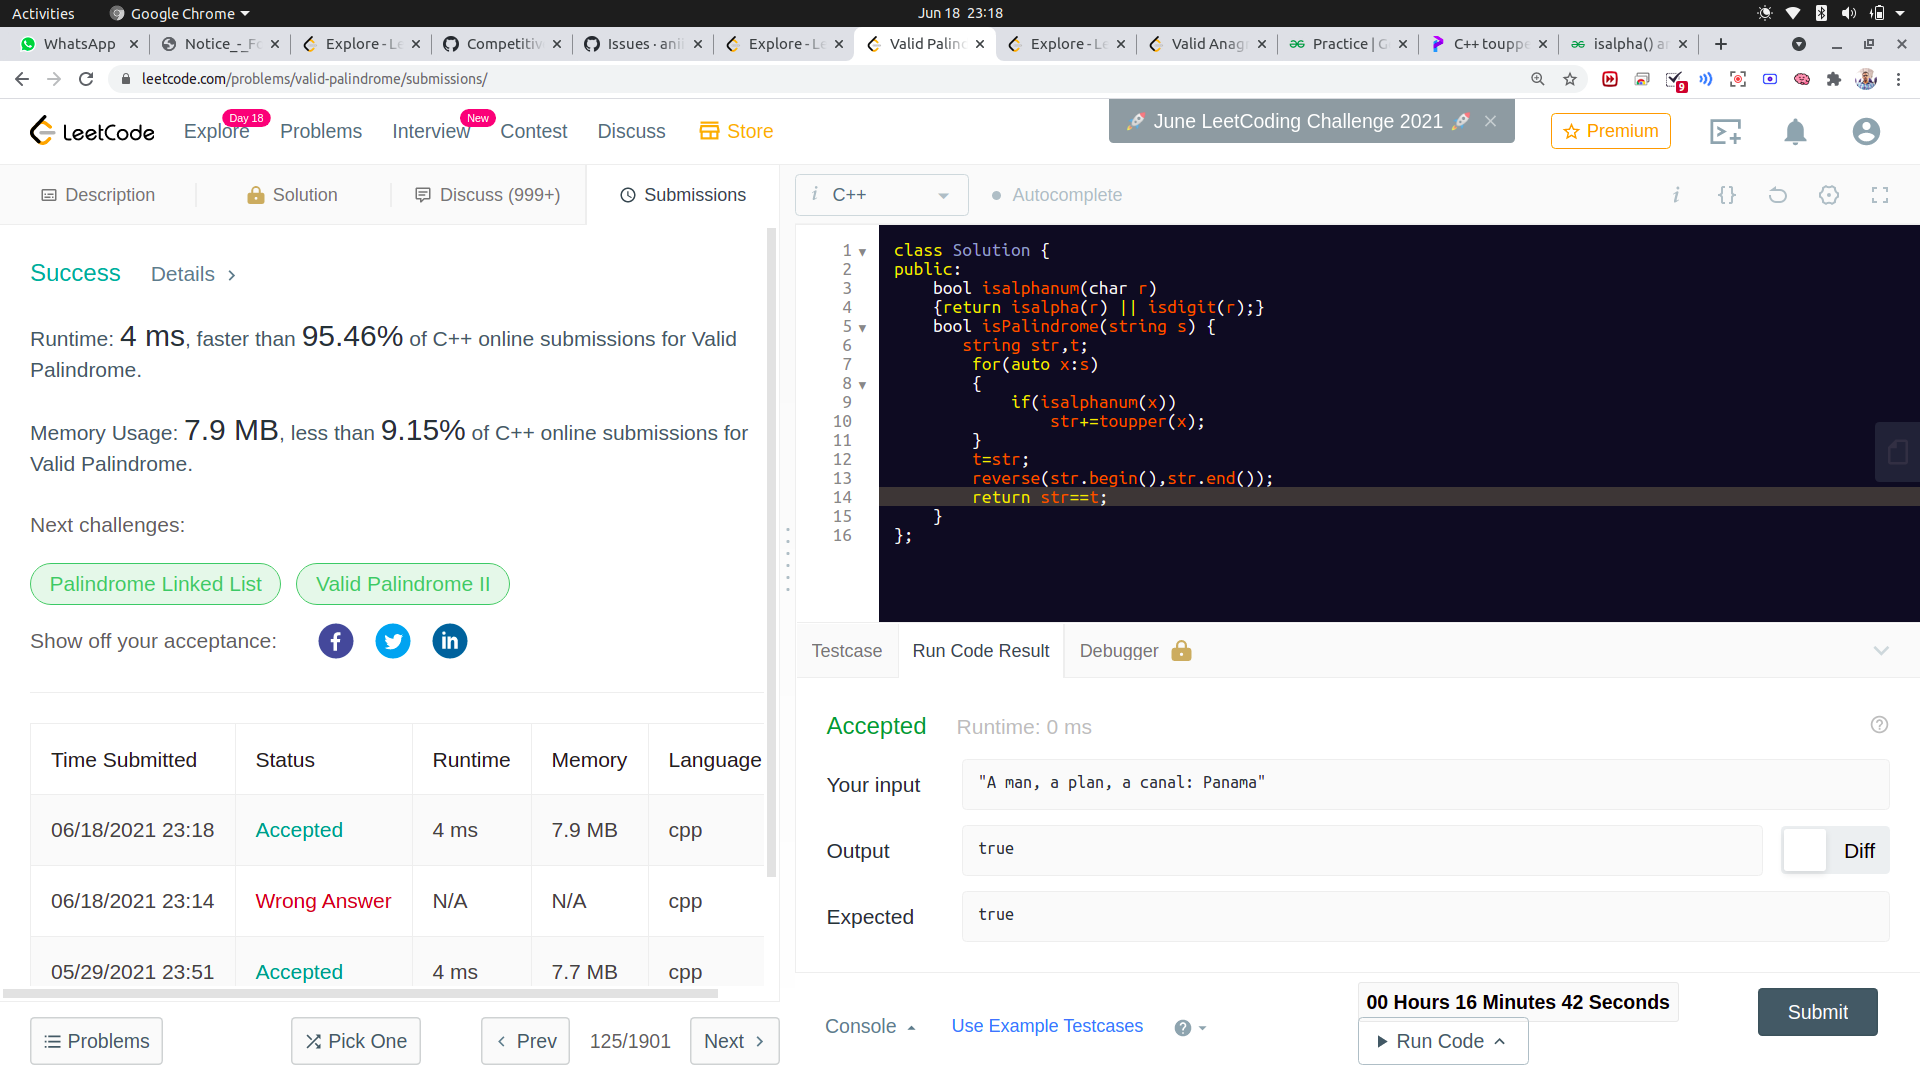 Activities
Google Chrome
Jun 18 23:18
WhatsApp
Notice_-_Fo
Explore - Le
Competitive
Issues · anil
Explore - Le
Valid Palind
Explore - Le
Valid Anagr
Practice | G
C++ touppe
isalpha() an
leetcode.com/problems/valid-palindrome/submissions/
9
LeetCode
Explore
Day 18
Problems
Interview
New
Contest
Discuss
Store
June LeetCoding Challenge 2021
Premium
Description
Solution
Discuss (999+)
Submissions
i C++
Autocomplete
i {}
Success
Details
Runtime: 4 ms, faster than 95.46% of C++ online submissions for Valid
Palindrome.
Memory Usage: 7.9 MB, less than 9.15% of C++ online submissions for
Valid Palindrome.
Next challenges:
Palindrome Linked List
Valid Palindrome II
Show off your acceptance:
Time Submitted Status Runtime Memory Language
06/18/2021 23:18 Accepted 4 ms 7.9 MB cpp
06/18/2021 23:14 Wrong Answer N/A N/A cpp
05/29/2021 23:51 Accepted 4 ms 7.7 MB cpp
Problems
Pick One
Prev
125/1901
Next
1 class Solution {
2 public:
3 bool isalphanum(char r)
4 {return isalpha(r) || isdigit(r);}
5 bool isPalindrome(string s) {
6 string str,t;
7 for(auto x:s)
8 {
9 if(isalphanum(x))
10 str+=toupper(x);
11 }
12 t=str;
13 reverse(str.begin(),str.end());
14 return str==t;
15 }
16 };
Testcase
Run Code Result
Debugger
Accepted
Runtime: 0 ms
Your input
"A man, a plan, a canal: Panama"
Output
true
Diff
Expected
true
Console
Use Example Testcases
00 Hours 16 Minutes 42 Seconds
Run Code
Submit